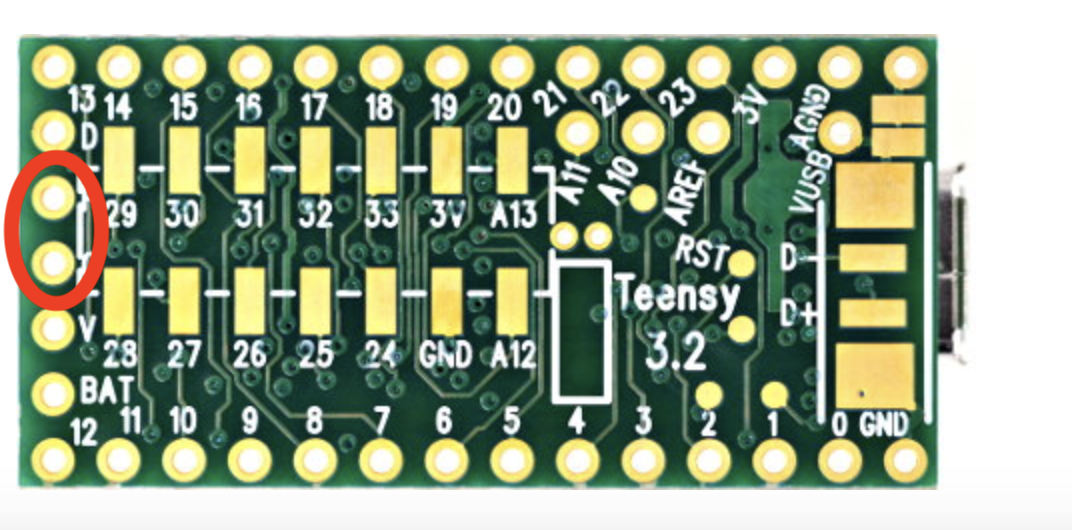 13 14 15 16 17 18 19 20 21 22 23 3V AGND
D
29 30 31 32 33 3V A13 A11 A10 AREF VUSB
RST D-
Teensy
D+
3.2
V
28 27 26 25 24 GND A12
BAT
12 11 10 9 8 7 6 5 4 3 2 1 0 GND